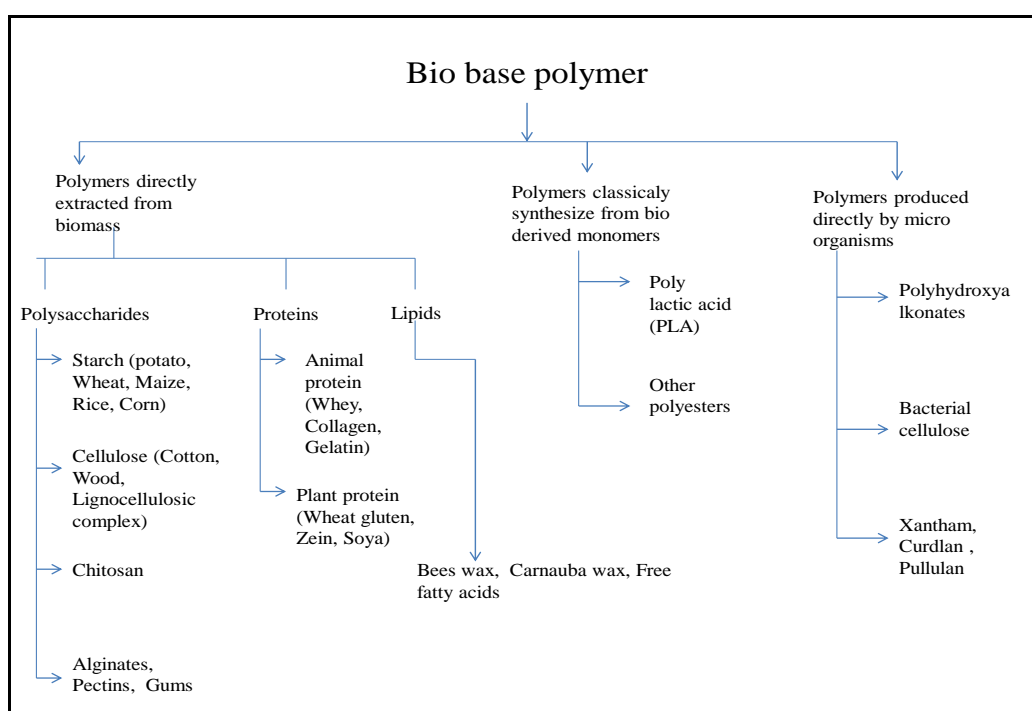 Bio base polymer
Polymers directly
extracted from
biomass
Polysaccharides
Starch (potato,
Wheat, Maize,
Rice, Corn)
Cellulose (Cotton,
Wood,
Lignocellulosic
complex)
Chitosan
Alginates,
Pectins, Gums
Proteins
Animal
protein
(Whey,
Collagen,
Gelatin)
Plant protein
(Wheat gluten,
Zein, Soya)
Lipids
Bees wax, Carnauba wax, Free
fatty acids
Polymers classicaly
synthesize from bio
derived monomers
Poly
lactic acid
(PLA)
Other
polyesters
Polymers produced
directly by micro
organisms
Polyhydroxya
lkonates
Bacterial
cellulose
Xantham,
Curdlan ,
Pullulan